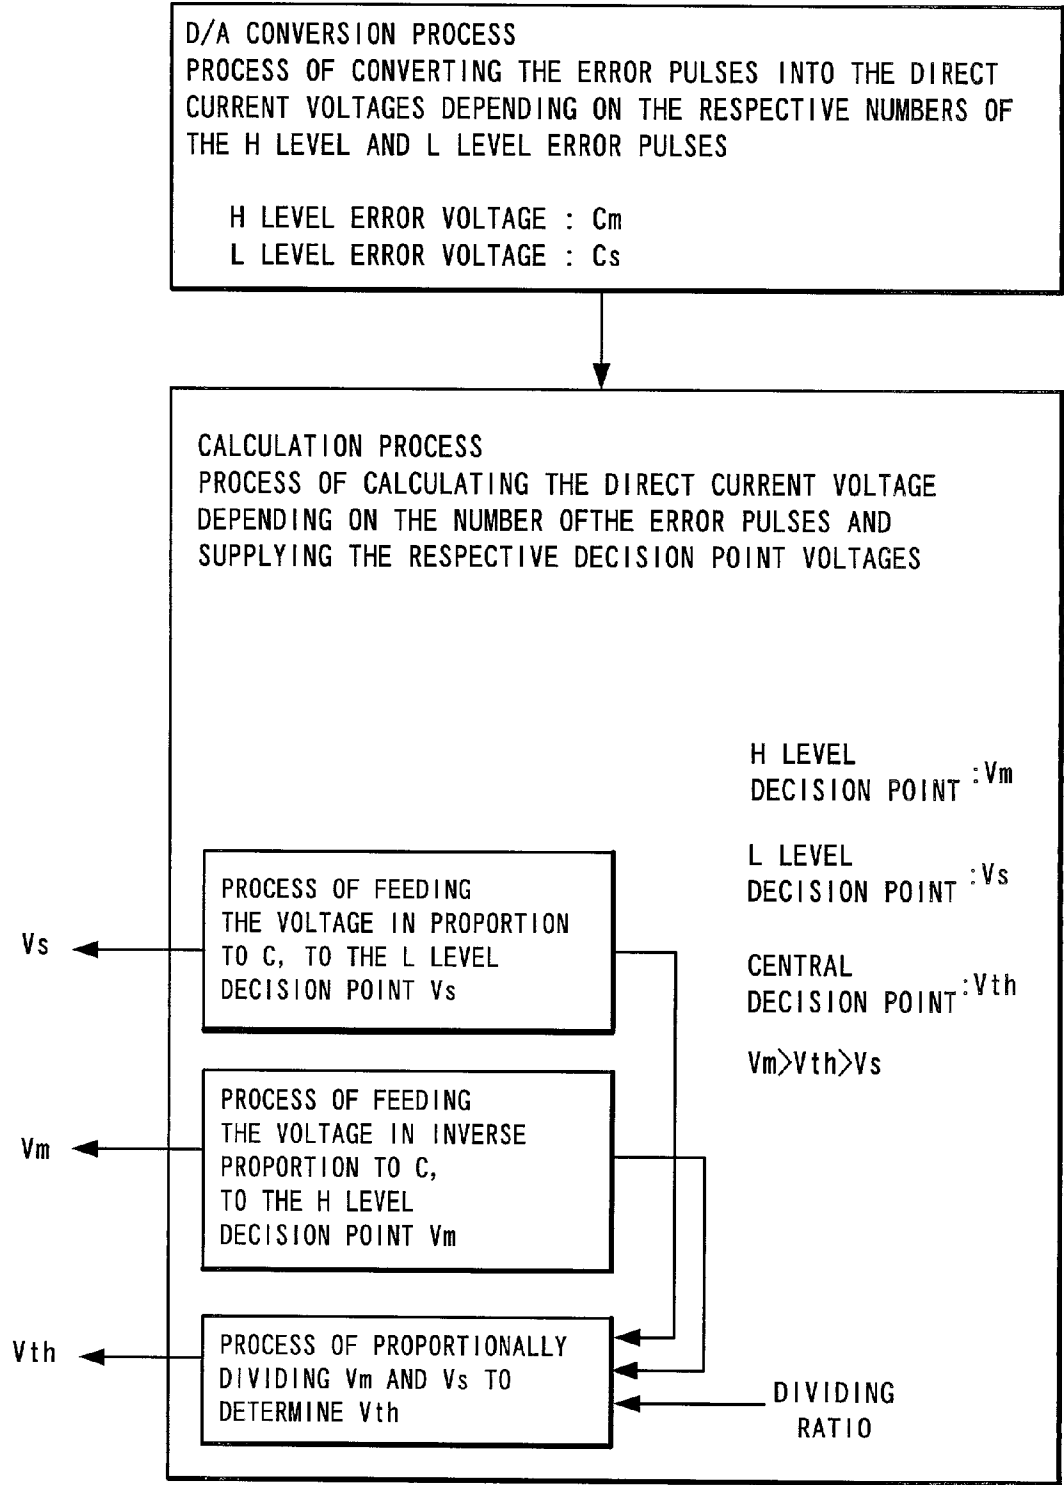 D/A CONVERSION PROCESS
PROCESS OF CONVERTING THE ERROR PULSES INTO THE DIRECT
CURRENT VOLTAGES DEPENDING ON THE RESPECTIVE NUMBERS OF
THE H LEVEL AND L LEVEL ERROR PULSES
H LEVEL ERROR VOLTAGE : Cm
L LEVEL ERROR VOLTAGE : Cs
CALCULATION PROCESS
PROCESS OF CALCULATING THE DIRECT CURRENT VOLTAGE
DEPENDING ON THE NUMBER OFTHE ERROR PULSES AND
SUPPLYING THE RESPECTIVE DECISION POINT VOLTAGES
H LEVEL
DECISION POINT :Vm
L LEVEL
DECISION POINT :Vs
CENTRAL
DECISION POINT :Vth
Vm>Vth>Vs
Vs
PROCESS OF FEEDING
THE VOLTAGE IN PROPORTION
TO C, TO THE L LEVEL
DECISION POINT Vs
Vm
PROCESS OF FEEDING
THE VOLTAGE IN INVERSE
PROPORTION TO C,
TO THE H LEVEL
DECISION POINT Vm
Vth
PROCESS OF PROPORTIONALLY
DIVIDING Vm AND Vs TO
DETERMINE Vth
DIVIDING
RATIO